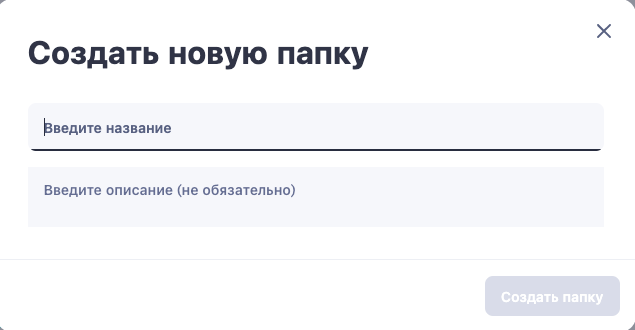 Создать новую папку
Введите название
Введите описание (не обязательно)
Создать папку